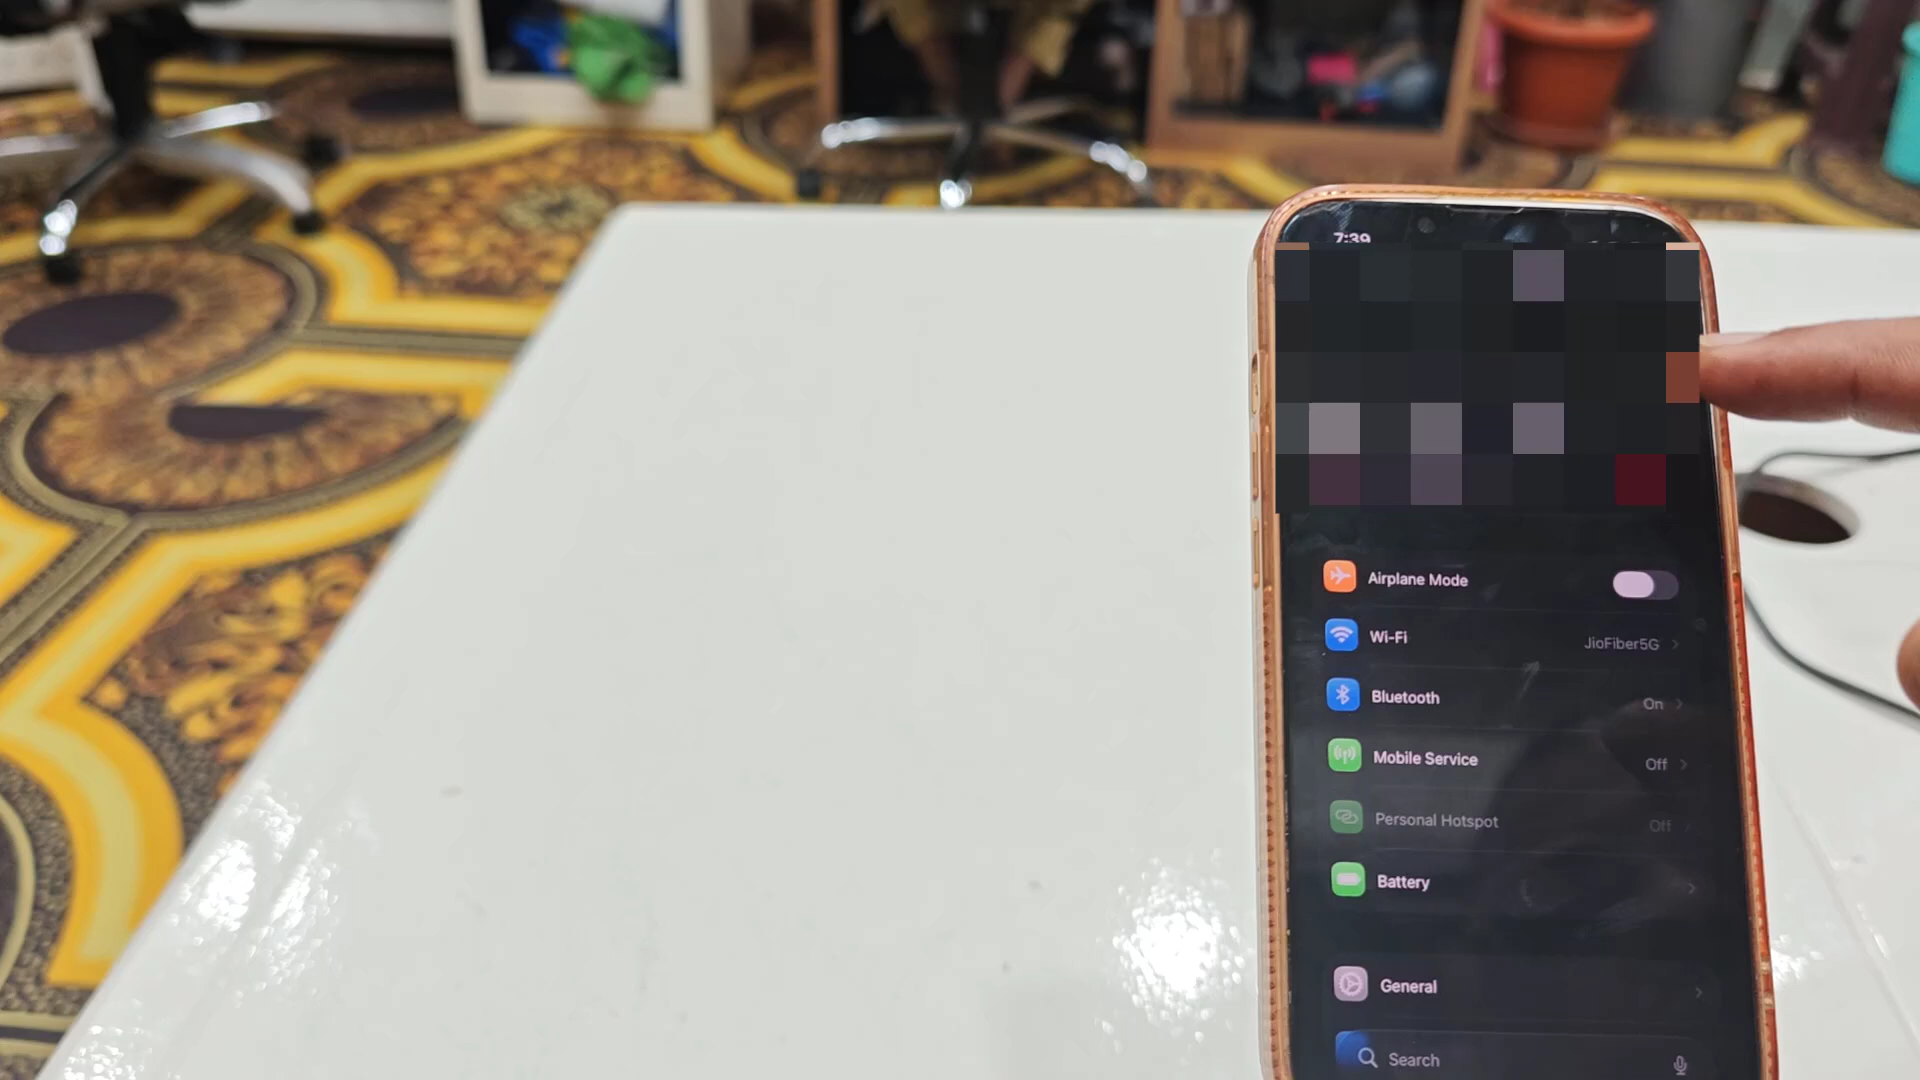 7:39
Airplane Mode
Wi-Fi JioFiber5G
Bluetooth On
Mobile Service Off
Personal Hotspot Off
Battery
General
Search